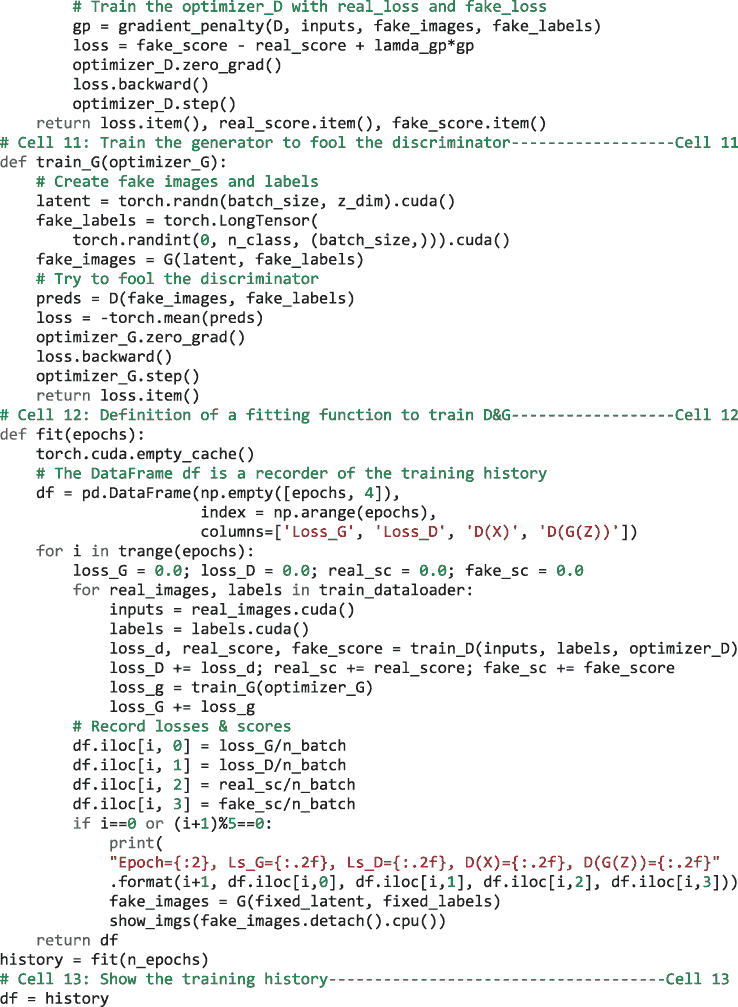 # Train the optimizer_D with real_loss and fake_loss
        gp = gradient_penalty(D, inputs, fake_images, fake_labels)
        loss = fake_score - real_score + lamda_gp*gp
        optimizer_D.zero_grad()
        loss.backward()
        optimizer_D.step()
    return loss.item(), real_score.item(), fake_score.item()
# Cell 11: Train the generator to fool the discriminator------------------Cell 11
def train_G(optimizer_G):
    # Create fake images and labels
    latent = torch.randn(batch_size, z_dim).cuda()
    fake_labels = torch.LongTensor(
        torch.randint(0, n_class, (batch_size,))).cuda()
    fake_images = G(latent, fake_labels)
    # Try to fool the discriminator
    preds = D(fake_images, fake_labels)
    loss = -torch.mean(preds)
    optimizer_G.zero_grad()
    loss.backward()
    optimizer_G.step()
    return loss.item()
# Cell 12: Definition of a fitting function to train D&G------------------Cell 12
def fit(epochs):
    torch.cuda.empty_cache()
    # The DataFrame df is a recorder of the training history
    df = pd.DataFrame(np.empty([epochs, 4]),
                      index = np.arange(epochs),
                      columns=['Loss_G', 'Loss_D', 'D(X)', 'D(G(Z))'])
    for i in trange(epochs):
        loss_G = 0.0; loss_D = 0.0; real_sc = 0.0; fake_sc = 0.0
        for real_images, labels in train_dataloader:
            inputs = real_images.cuda()
            labels = labels.cuda()
            loss_d, real_score, fake_score = train_D(inputs, labels, optimizer_D)
            loss_D += loss_d; real_sc += real_score; fake_sc += fake_score
            loss_g = train_G(optimizer_G)
            loss_G += loss_g
        # Record losses & scores
        df.iloc[i, 0] = loss_G/n_batch
        df.iloc[i, 1] = loss_D/n_batch
        df.iloc[i, 2] = real_sc/n_batch
        df.iloc[i, 3] = fake_sc/n_batch
        if i==0 or (i+1)%5==0:
            print(
            "Epoch={:2}, Ls_G={:.2f}, Ls_D={:.2f}, D(X)={:.2f}, D(G(Z))={:.2f}"
            .format(i+1, df.iloc[i,0], df.iloc[i,1], df.iloc[i,2], df.iloc[i,3]))
            fake_images = G(fixed_latent, fixed_labels)
            show_imgs(fake_images.detach().cpu())
    return df
history = fit(n_epochs)
# Cell 13: Show the training history------------------------------------Cell 13
df = history